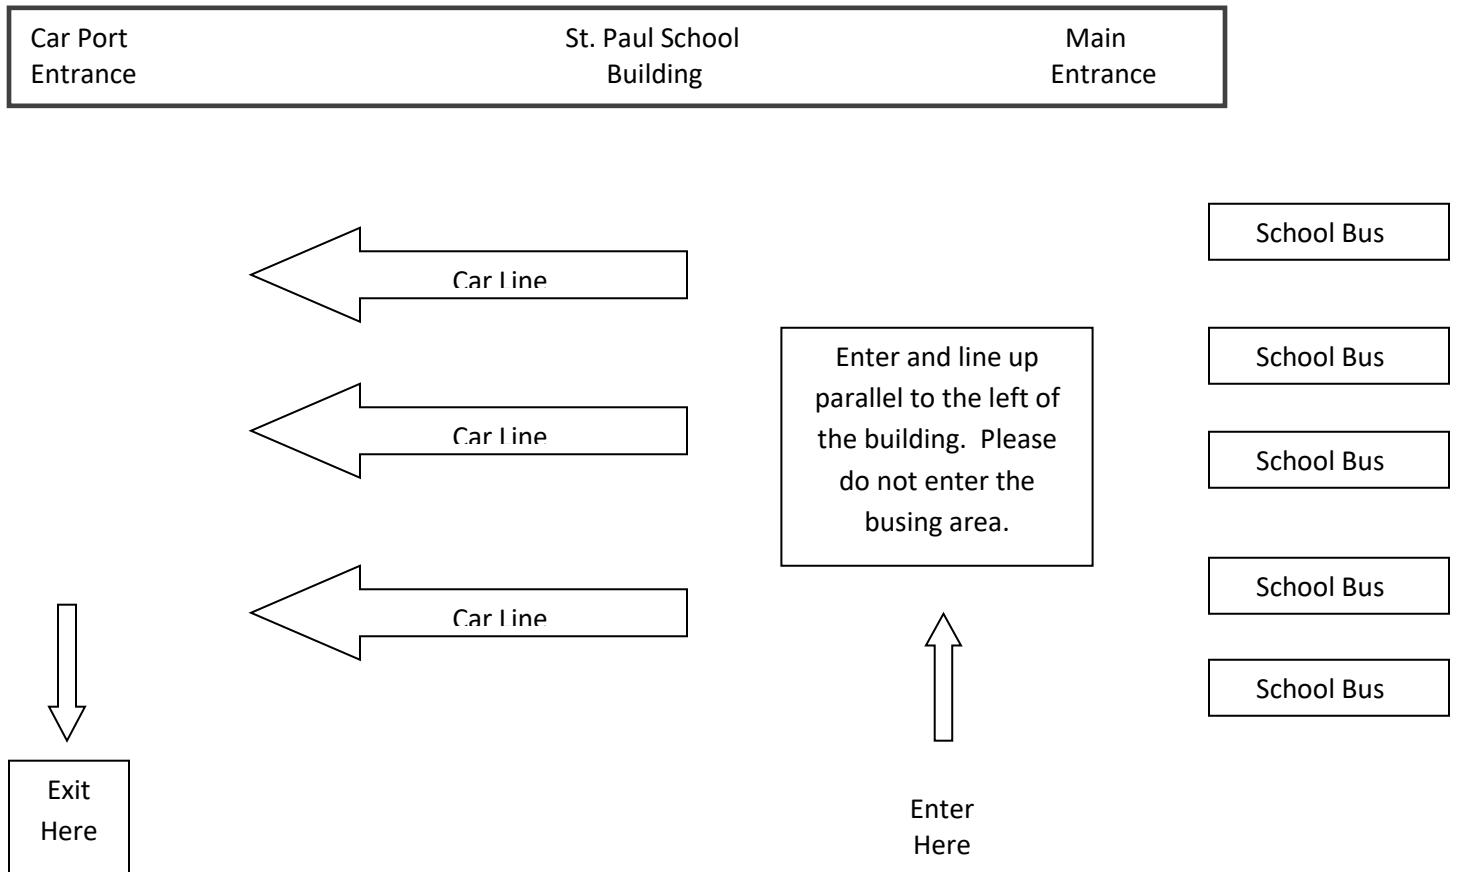 Car Port
Entrance
St. Paul School
Building
Main
Entrance
School Bus
Car Line
Enter and line up
parallel to the left of
the building. Please
do not enter the
busing area.
School Bus
Car Line
School Bus
Car Line
School Bus
School Bus
Exit
Here
Enter
Here